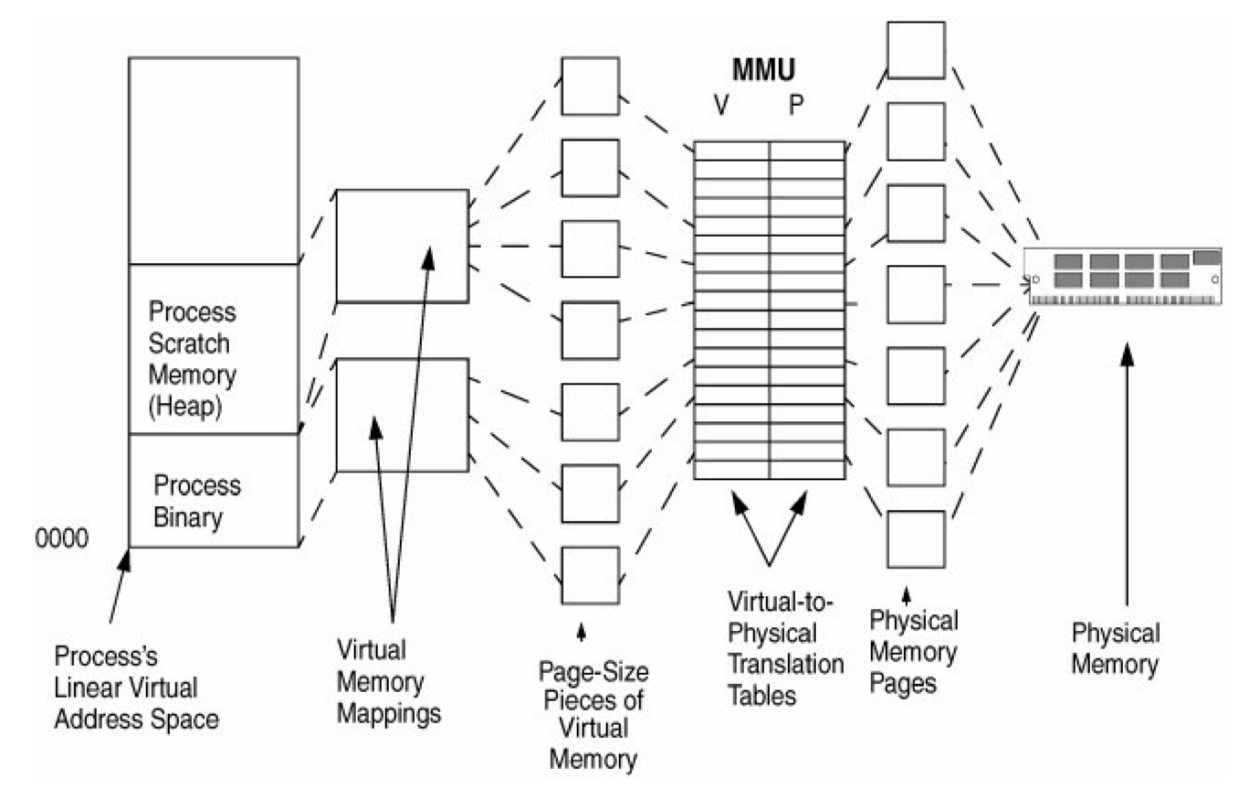 MMU
V P
Process
Scratch
Memory
(Heap)
Process
Binary
0000
Process's
Linear Virtual
Address Space
Virtual
Memory
Mappings
Page-Size
Pieces of
Virtual
Memory
Virtual-to-
Physical
Translation
Tables
Physical
Memory
Pages
Physical
Memory